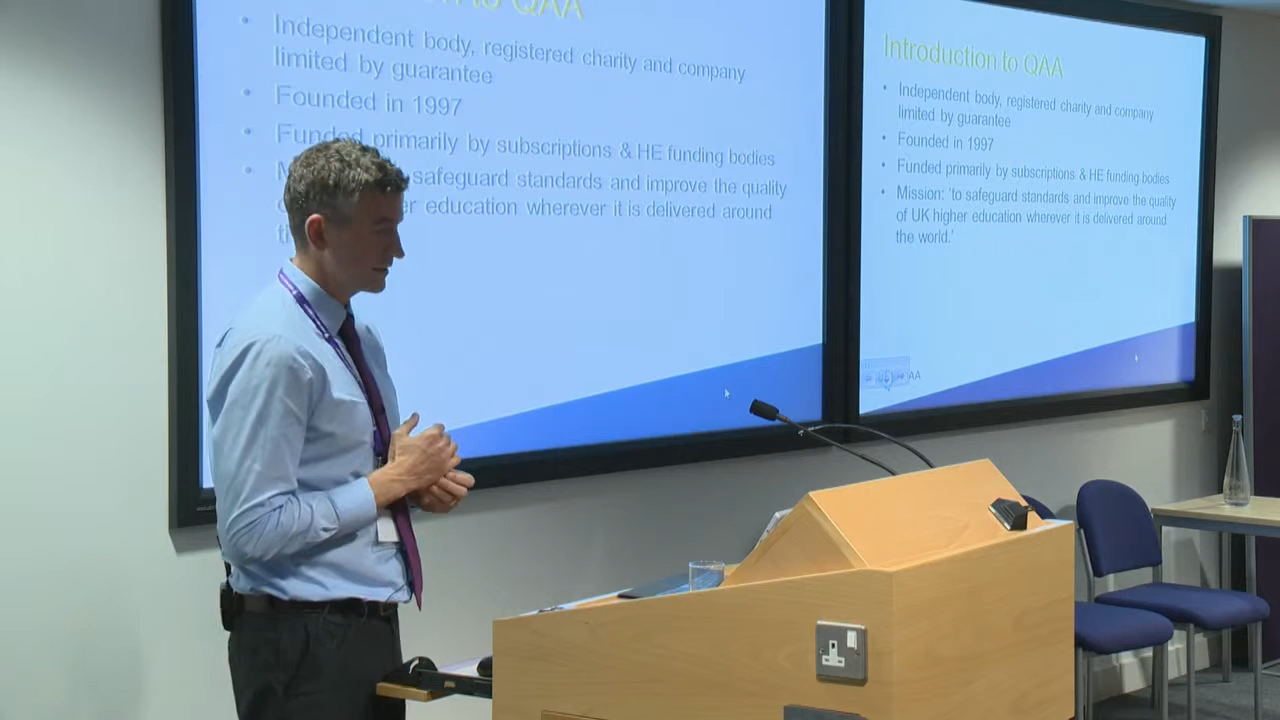 QAA
Independent body, registered charity and company
limited by guarantee
Founded in 1997
Funded primarily by subscriptions & HE funding bodies
safeguard standards and improve the quality
education wherever it is delivered around
Introduction to QAA
Independent body, registered charity and company
limited by guarantee
Founded in 1997
Funded primarily by subscriptions & HE funding bodies
Mission: 'to safeguard standards and improve the quality
of UK higher education wherever it is delivered around
the world.'
AA